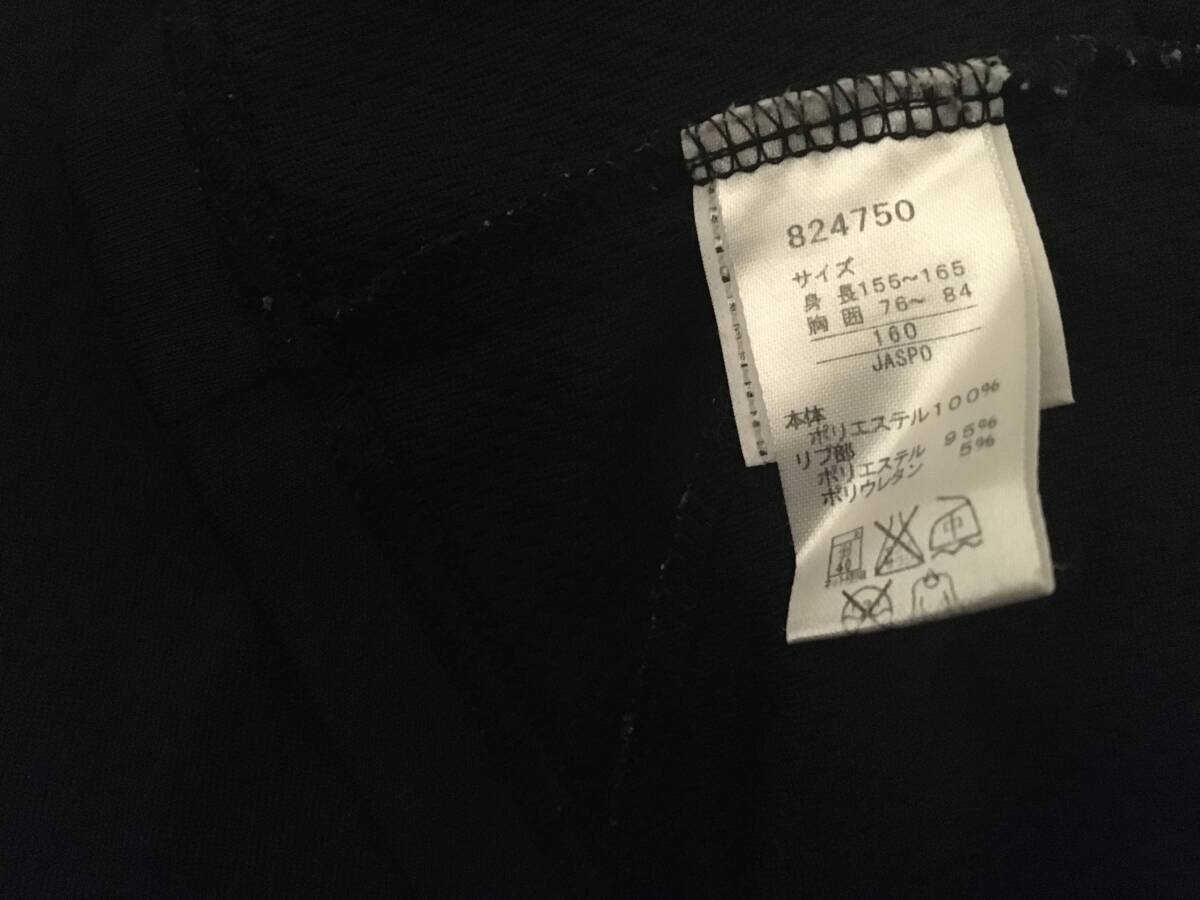 824750
サイズ
身長155~165
胸囲 76~ 84
160
JASPO
本体
ポリエステル100%
リブ部
ポリエステル 95%
ポリウレタン 5%
40
中